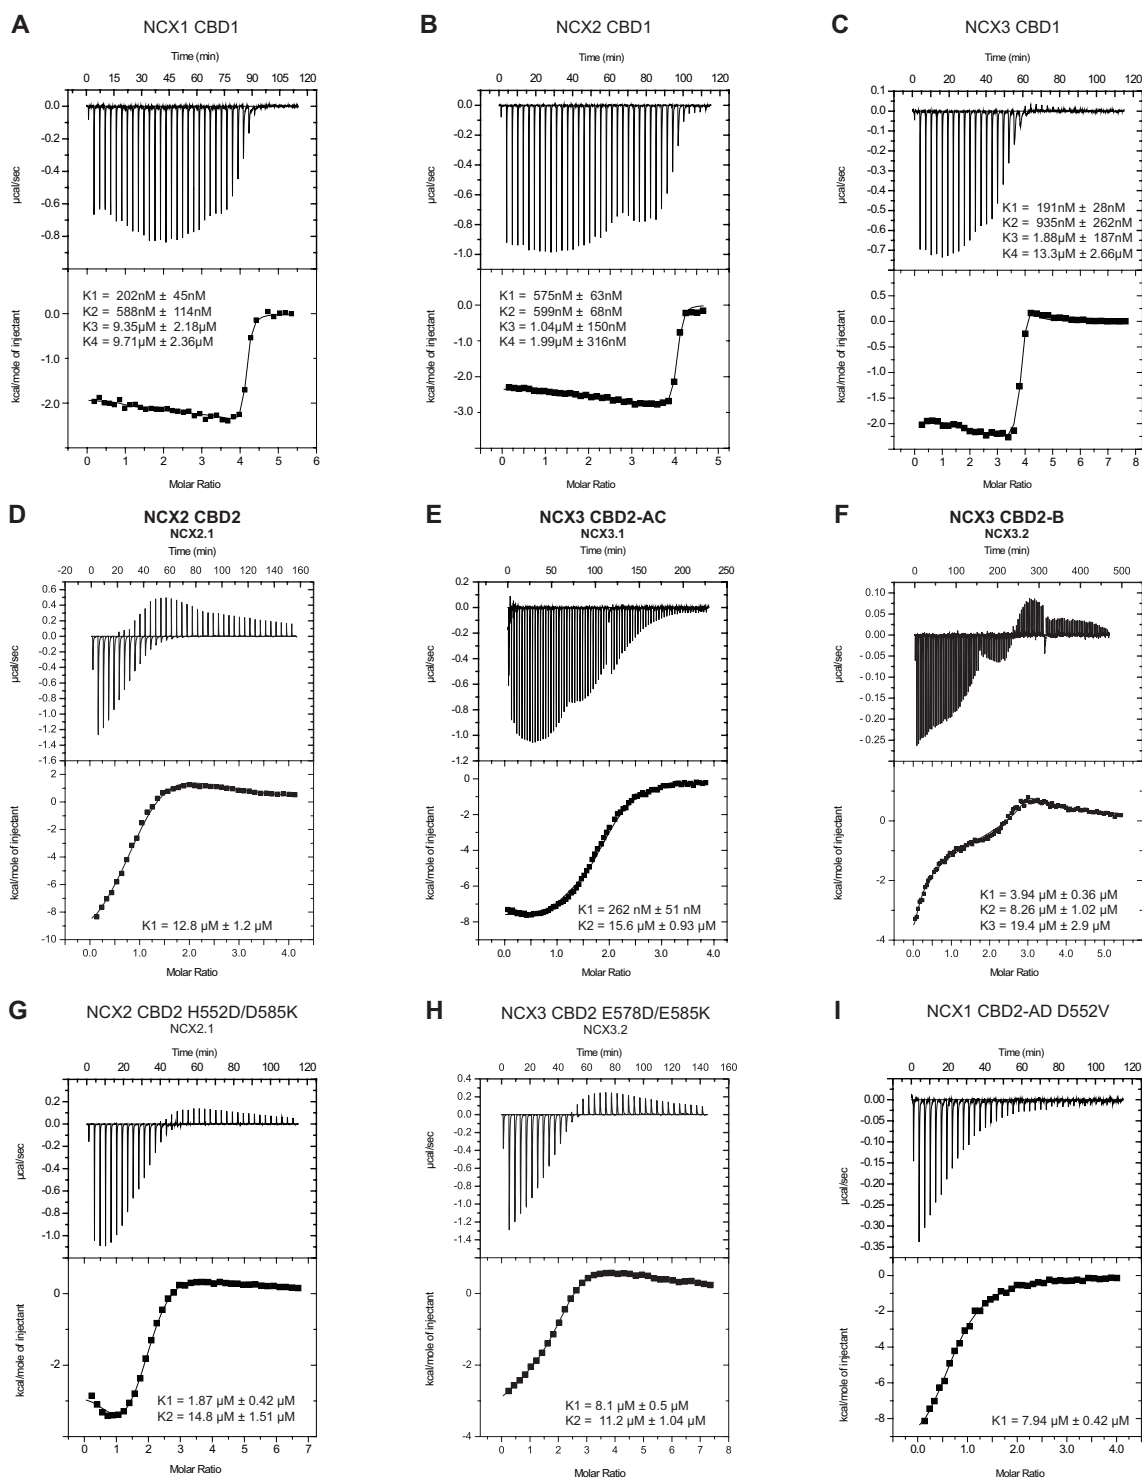 A
NCX1 CBD1
Time (min)
0 15 30 45 60 75 90 105 120
0.0
-0.2
-0.4
-0.6
-0.8
µcal/sec
K1 = 202nM ± 45nM
K2 = 588nM ± 114nM
K3 = 9.35µM ± 2.18µM
K4 = 9.71µM ± 2.36µM
0.0
-1.0
-2.0
kcal/mole of injectant
0 1 2 3 4 5 6
Molar Ratio
B
NCX2 CBD1
Time (min)
0 20 40 60 80 100 120
0.0
-0.2
-0.4
-0.6
-0.8
-1.0
µcal/sec
K1 = 575nM ± 63nM
K2 = 599nM ± 68nM
K3 = 1.04µM ± 150nM
K4 = 1.99µM ± 316nM
0.0
-1.0
-2.0
-3.0
kcal/mole of injectant
0 1 2 3 4 5
Molar Ratio
C
NCX3 CBD1
Time (min)
0 20 40 60 80 100 120
0.1
0.0
-0.1
-0.2
-0.3
-0.4
-0.5
-0.6
-0.7
µcal/sec
K1 = 191nM ± 28nM
K2 = 935nM ± 262nM
K3 = 1.88µM ± 187nM
K4 = 13.3µM ± 2.66µM
0.5
0.0
-0.5
-1.0
-1.5
-2.0
kcal/mole of injectant
0 1 2 3 4 5 6 7 8
Molar Ratio
D
NCX2 CBD2
NCX2.1
Time (min)
-20 0 20 40 60 80 100 120 140 160
0.6
0.4
0.2
0.0
-0.2
-0.4
-0.6
-0.8
-1.0
-1.2
-1.4
-1.6
µcal/sec
2
0
-2
-4
-6
-8
-10
kcal/mole of injectant
K1 = 12.8 µM ± 1.2 µM
0.0 1.0 2.0 3.0 4.0
Molar Ratio
E
NCX3 CBD2-AC
NCX3.1
Time (min)
0 50 100 150 200 250
0.2
0.0
-0.2
-0.4
-0.6
-0.8
-1.0
-1.2
µcal/sec
0
-2
-4
-6
-8
kcal/mole of injectant
K1 = 262 nM ± 51 nM
K2 = 15.6 µM ± 0.93 µM
0.0 1.0 2.0 3.0 4.0
Molar Ratio
F
NCX3 CBD2-B
NCX3.2
Time (min)
0 100 200 300 400 500
0.10
0.05
0.00
-0.05
-0.10
-0.15
-0.20
-0.25
µcal/sec
0
-2
-4
kcal/mole of injectant
K1 = 3.94 µM ± 0.36 µM
K2 = 8.26 µM ± 1.02 µM
K3 = 19.4 µM ± 2.9 µM
0.0 1.0 2.0 3.0 4.0 5.0
Molar Ratio
G
NCX2 CBD2 H552D/D585K
NCX2.1
Time (min)
0 20 40 60 80 100 120
0.4
0.2
0.0
-0.2
-0.4
-0.6
-0.8
-1.0
µcal/sec
0
-2
kcal/mole of injectant
K1 = 1.87 µM ± 0.42 µM
K2 = 14.8 µM ± 1.51 µM
0 1 2 3 4 5 6 7
Molar Ratio
H
NCX3 CBD2 E578D/E585K
NCX3.2
Time (min)
0 20 40 60 80 100 120 140 160
0.4
0.2
0.0
-0.2
-0.4
-0.6
-0.8
-1.0
-1.2
-1.4
µcal/sec
0
-2
-4
kcal/mole of injectant
K1 = 8.1 µM ± 0.5 µM
K2 = 11.2 µM ± 1.04 µM
0 1 2 3 4 5 6 7 8
Molar Ratio
I
NCX1 CBD2-AD D552V
Time (min)
0 20 40 60 80 100 120
0.00
-0.05
-0.10
-0.15
-0.20
-0.25
-0.30
-0.35
µcal/sec
0
-2
-4
-6
-8
kcal/mole of injectant
K1 = 7.94 µM ± 0.42 µM
0.0 1.0 2.0 3.0 4.0
Molar Ratio